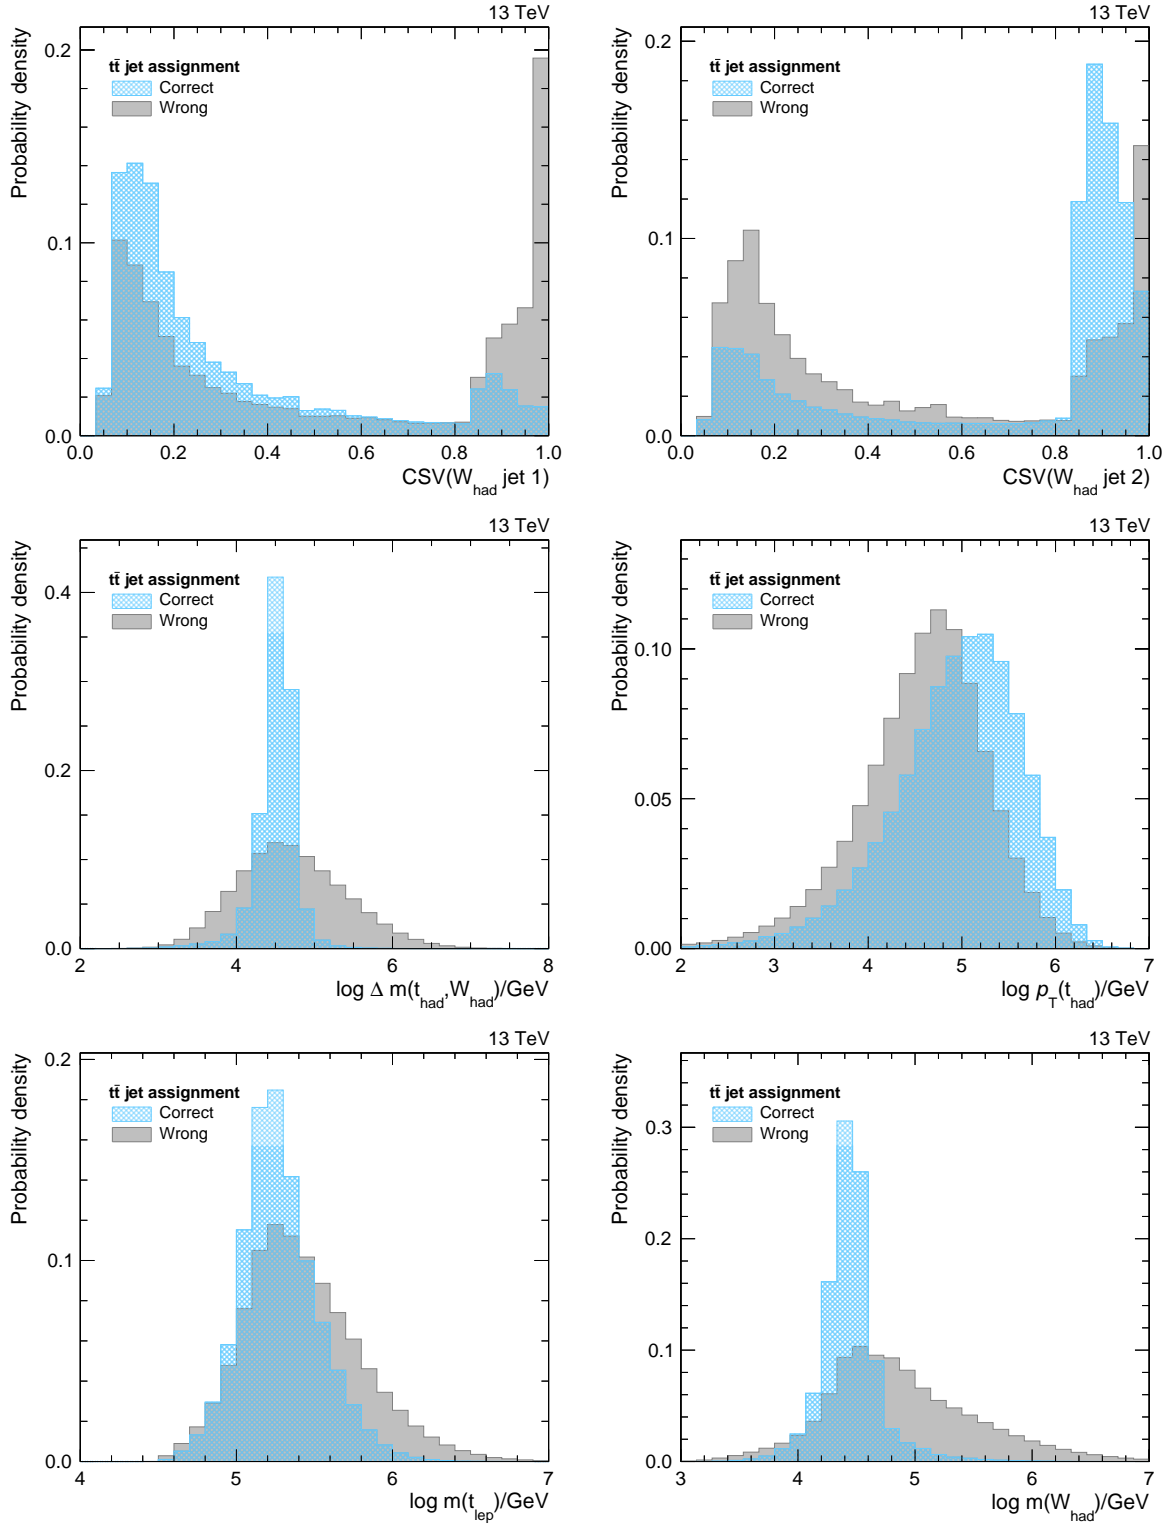 13 TeV
Probability density
0.2
0.1
0.0
tt̄ jet assignment
Correct
Wrong
0.0 0.2 0.4 0.6 0.8 1.0
CSV(W_had jet 1)
13 TeV
Probability density
0.2
0.1
0.0
tt̄ jet assignment
Correct
Wrong
0.0 0.2 0.4 0.6 0.8 1.0
CSV(W_had jet 2)
13 TeV
Probability density
0.4
0.2
0.0
tt̄ jet assignment
Correct
Wrong
2 4 6 8
log Δ m(t_had,W_had)/GeV
13 TeV
Probability density
0.10
0.05
0.00
tt̄ jet assignment
Correct
Wrong
2 3 4 5 6 7
log p_T(t_had)/GeV
13 TeV
Probability density
0.2
0.1
0.0
tt̄ jet assignment
Correct
Wrong
4 5 6 7
log m(t_lep)/GeV
13 TeV
Probability density
0.3
0.2
0.1
0.0
tt̄ jet assignment
Correct
Wrong
3 4 5 6 7
log m(W_had)/GeV